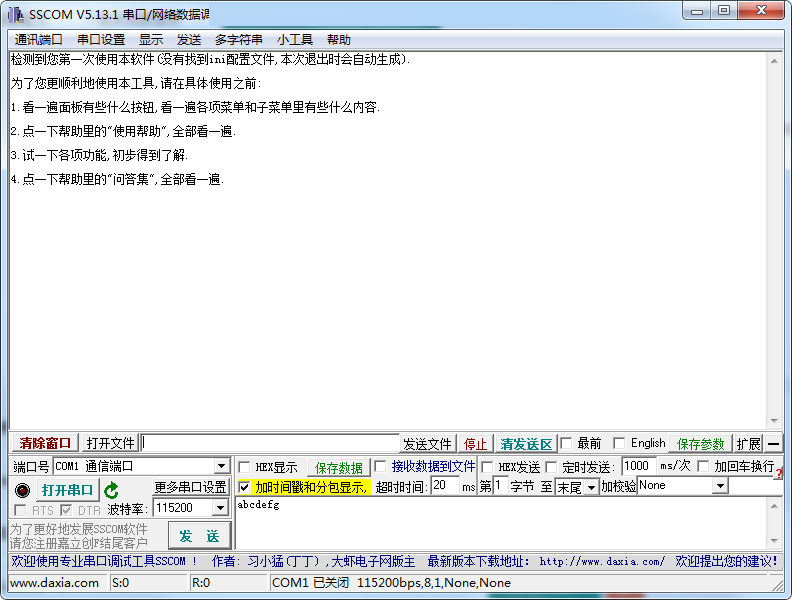 SSCOM V5.13.1 串口/网络数据调
通讯端口 串口设置 显示 发送 多字符串 小工具 帮助
检测到您第一次使用本软件(没有找到ini配置文件,本次退出时会自动生成).
为了您更顺利地使用本工具,请在具体使用之前:
1.看一遍面板有些什么按钮,看一遍各项菜单和子菜单里有些什么内容.
2.点一下帮助里的"使用帮助",全部看一遍.
3.试一下各项功能,初步得到了解.
4.点一下帮助里的"问答集",全部看一遍.
清除窗口 打开文件 发送文件 停止 清发送区 最前 English 保存参数 扩展
端口号 COM1 通信端口 HEX显示 保存数据 接收数据到文件 HEX发送 定时发送: 1000 ms/次 加回车换行 ?
打开串口 更多串口设置 加时间戳和分包显示, 超时时间: 20 ms 第 1 字节 至 末尾 加校验 None
RTS DTR 波特率: 115200 abcdefg
为了更好地发展SSCOM软件
请您注册嘉立创F结尾客户
发 送
欢迎使用专业串口调试工具SSCOM ! 作者: 习小猛(丁丁),大虾电子网版主 最新版本下载地址: http://www.daxia.com/ 欢迎提出您的建议!
www.daxia.com S:0 R:0 COM1 已关闭 115200bps,8,1,None,None